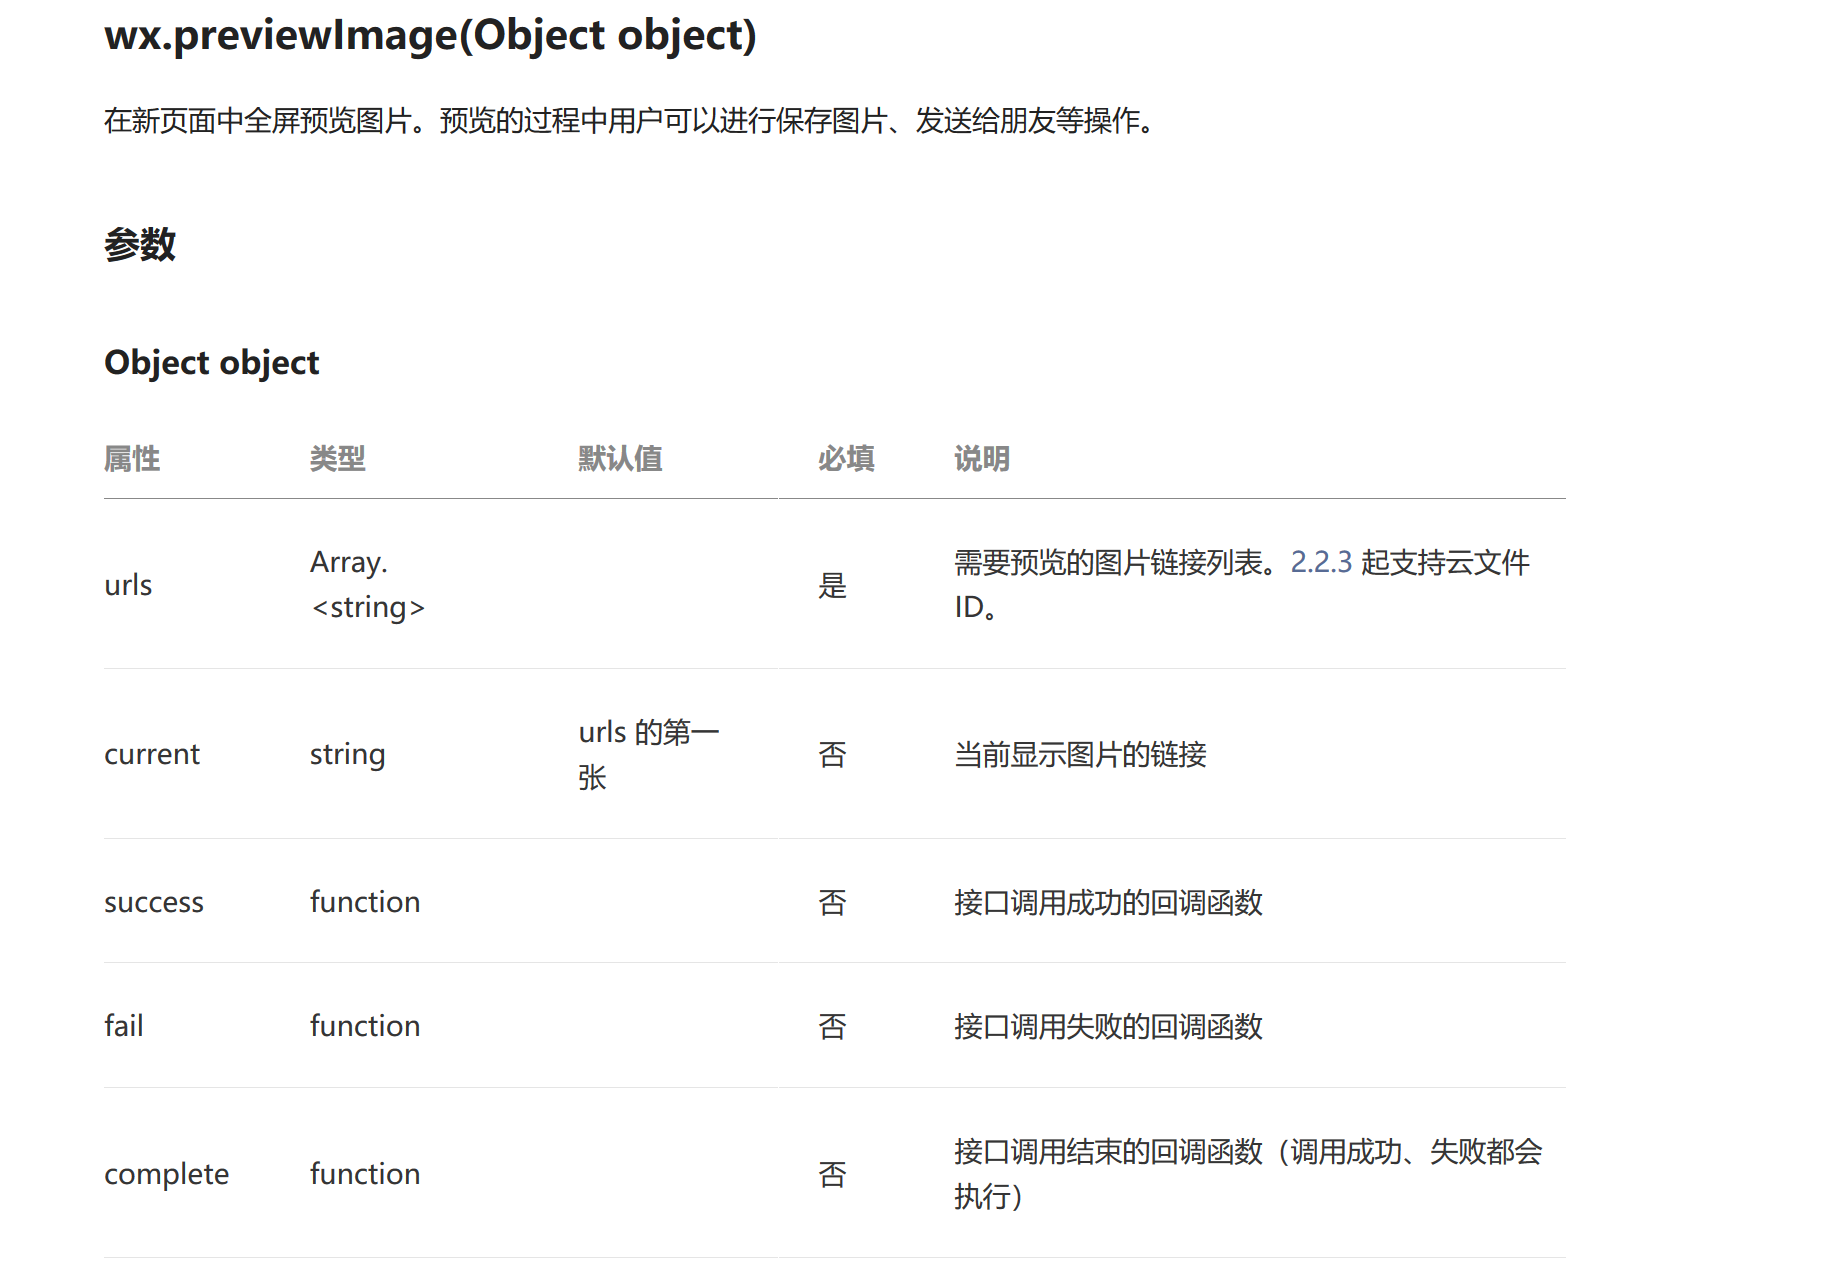 wx.previewImage(Object object)
在新页面中全屏预览图片。预览的过程中用户可以进行保存图片、发送给朋友等操作。
参数
Object object
属性 类型 默认值 必填 说明
urls Array.<string> 是 需要预览的图片链接列表。2.2.3 起支持云文件
ID。
current string urls 的第一
张 否 当前显示图片的链接
success function 否 接口调用成功的回调函数
fail function 否 接口调用失败的回调函数
complete function 否 接口调用结束的回调函数（调用成功、失败都会
执行）